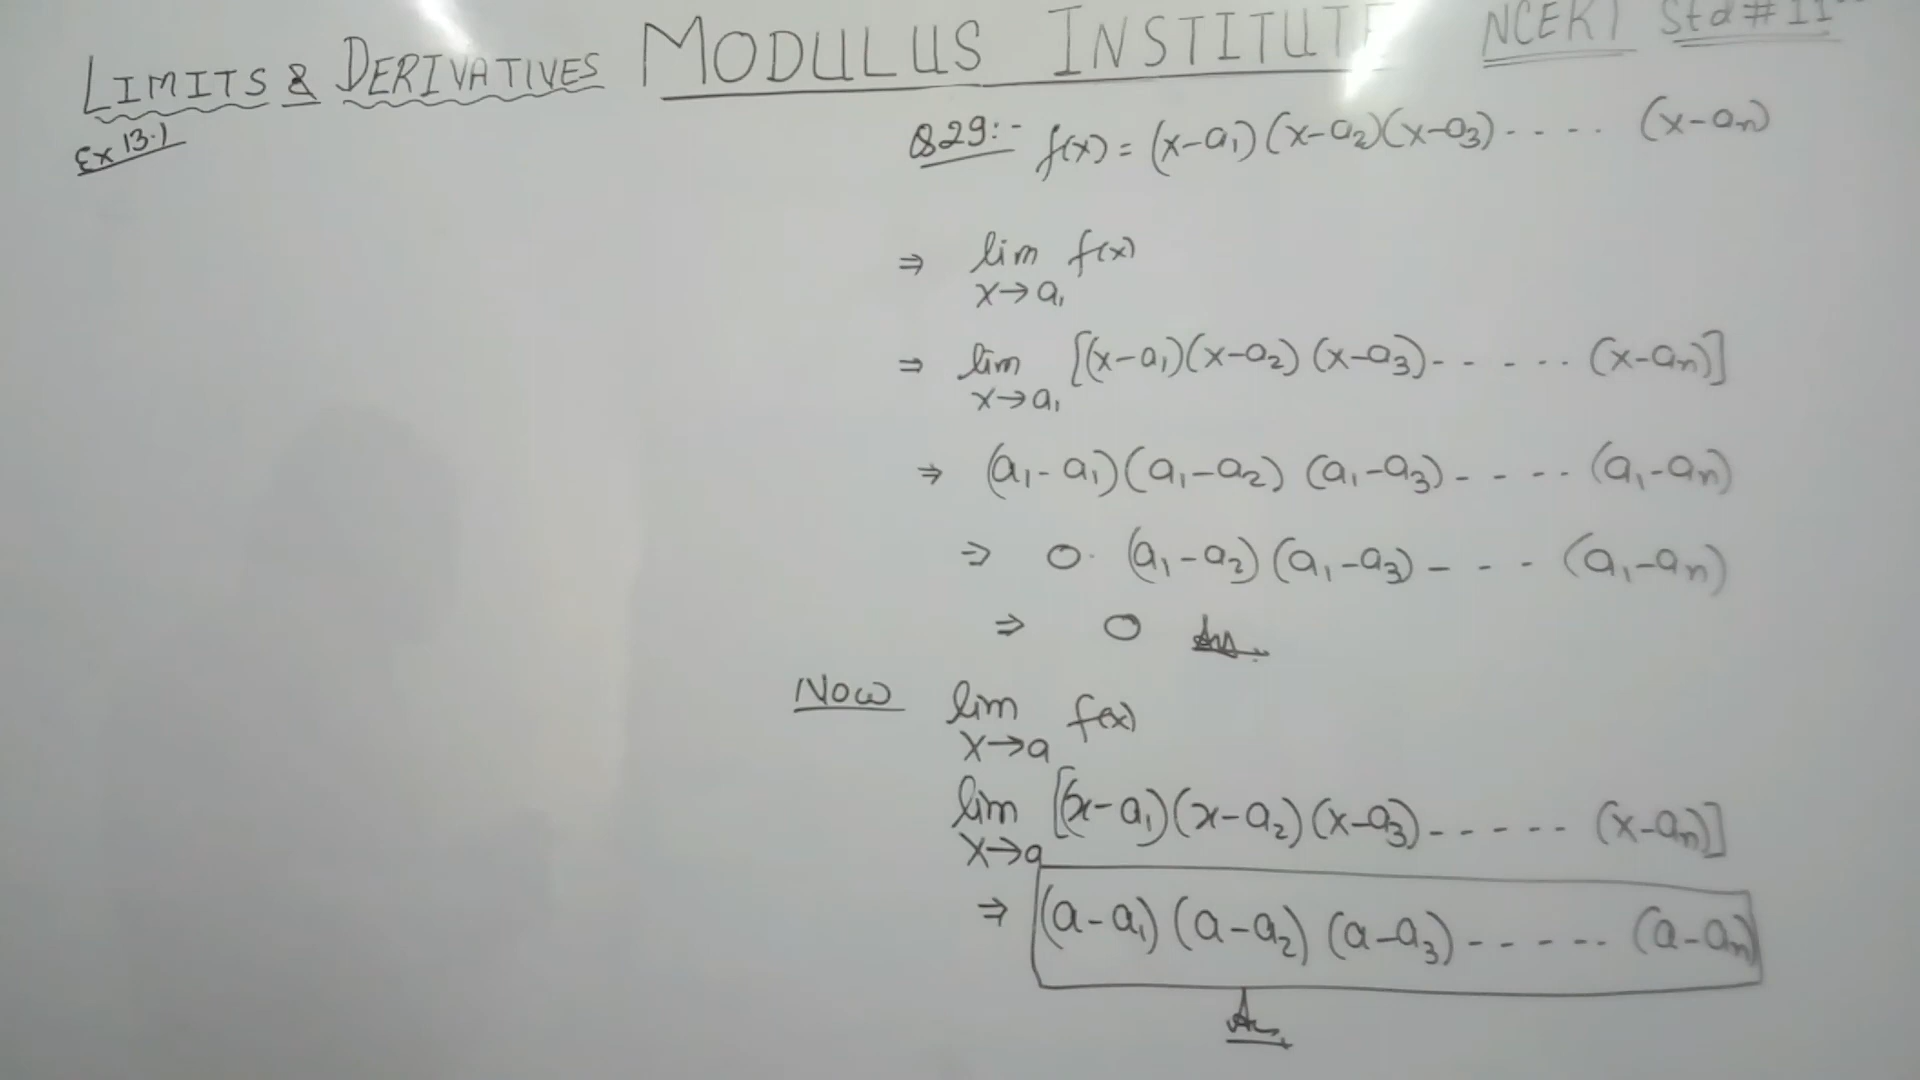 LIMITS & DERIVATIVES MODULUS INSTITUTE NCERT Std # 11
Ex 13.1
Q29:- f(x) = (x-a₁)(x-a₂)(x-a₃)----- (x-aₙ)
⇒ lim f(x)
x→a₁
⇒ lim [(x-a₁)(x-a₂)(x-a₃)------ (x-aₙ)]
x→a₁
⇒ (a₁-a₁)(a₁-a₂)(a₁-a₃)----- (a₁-aₙ)
⇒ 0·(a₁-a₂)(a₁-a₃)---- (a₁-aₙ)
⇒ 0 Ans.
Now lim f(x)
x→a
lim [(x-a₁)(x-a₂)(x-a₃)------ (x-aₙ)]
x→a
⇒ (a-a₁)(a-a₂)(a-a₃)------ (a-aₙ)
Ans.